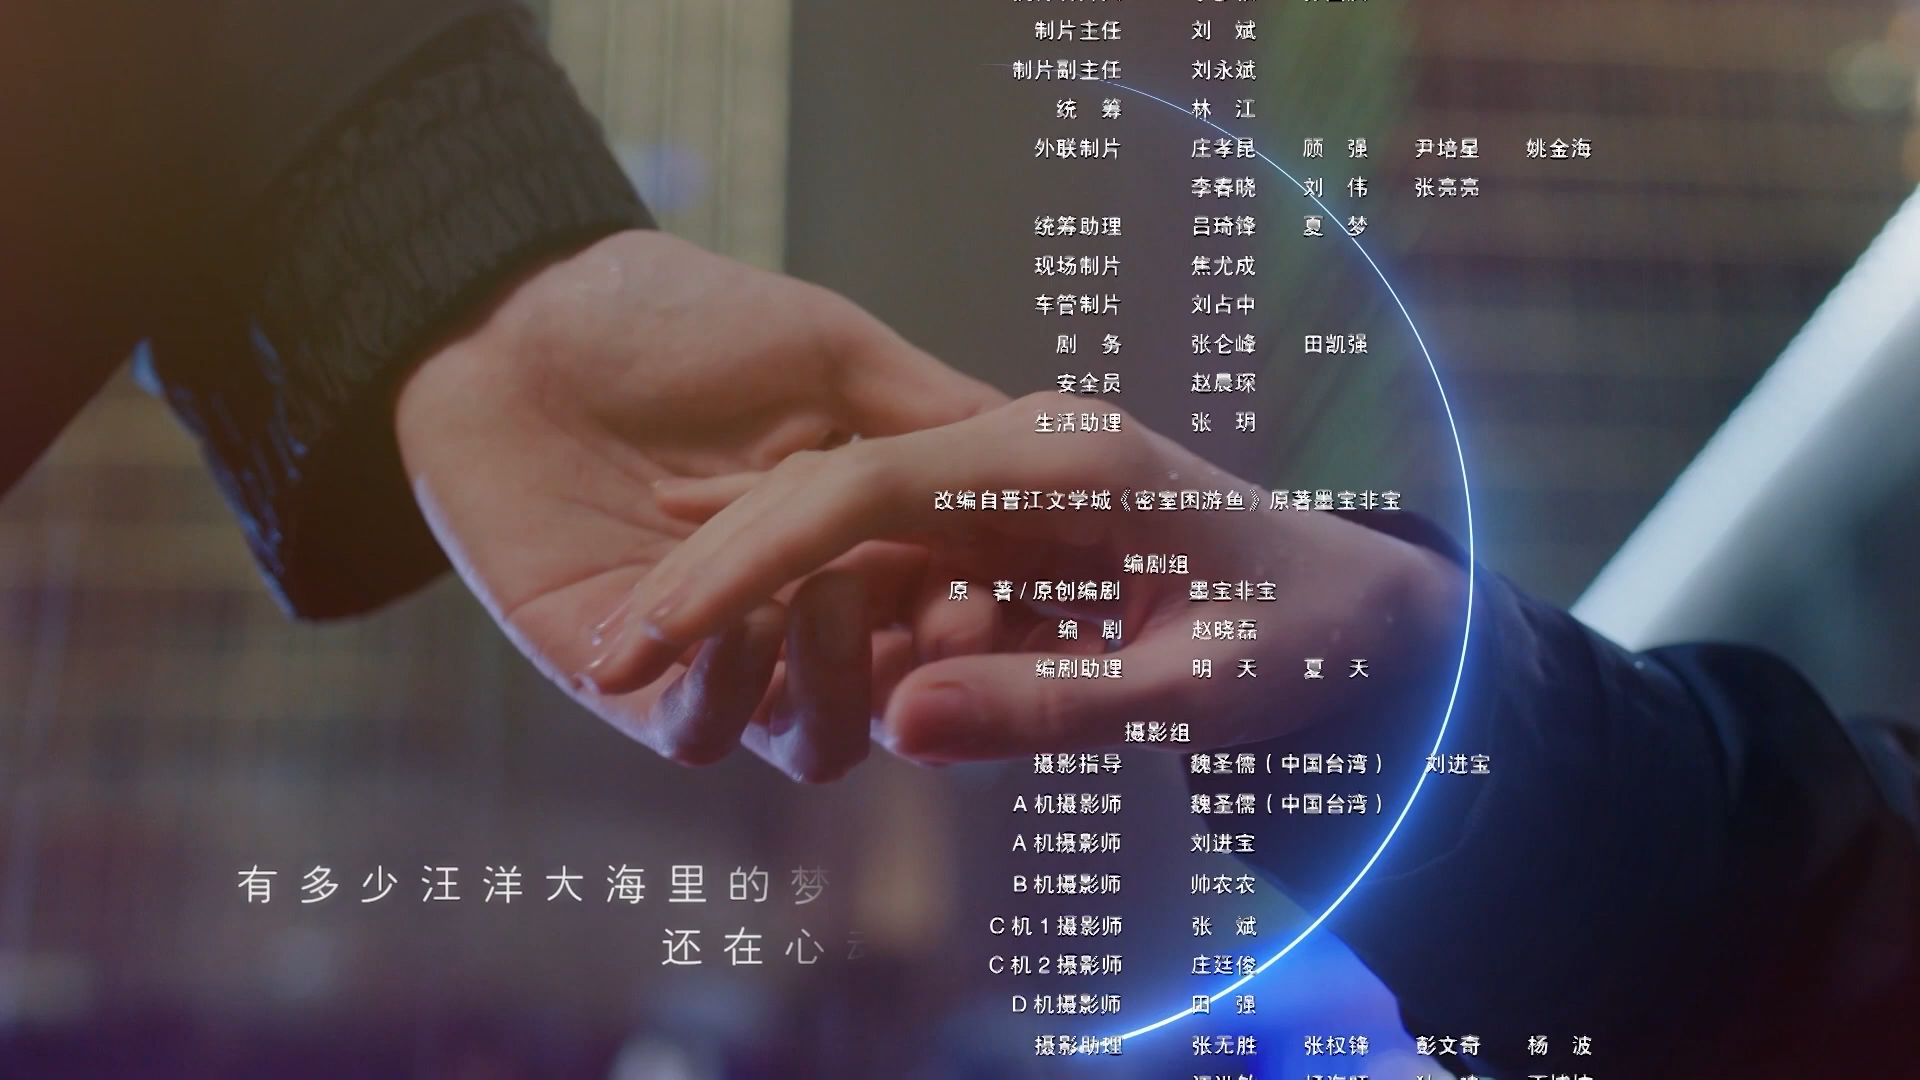 制片主任 刘 斌
制片副主任 刘永斌
统 筹 林 江
外联制片 庄孝昆 顾 强 尹培星 姚金海
李春晓 刘 伟 张亮亮
统筹助理 吕琦锋 夏 梦
现场制片 焦尤成
车管制片 刘占中
剧 务 张仑峰 田凯强
安全员 赵晨琛
生活助理 张 玥
改编自晋江文学城《密室困游鱼》原著墨宝非宝
编剧组
原 著/原创编剧 墨宝非宝
编 剧 赵晓磊
编剧助理 明 天 夏 天
摄影组
摄影指导 魏圣儒(中国台湾) 刘进宝
A机摄影师 魏圣儒(中国台湾)
A机摄影师 刘进宝
B机摄影师 帅农农
C机1摄影师 张 斌
C机2摄影师 庄廷俊
D机摄影师 田 强
摄影助理 张无胜 张权锋 彭文奇 杨 波
有多少汪洋大海里的梦
还在心动